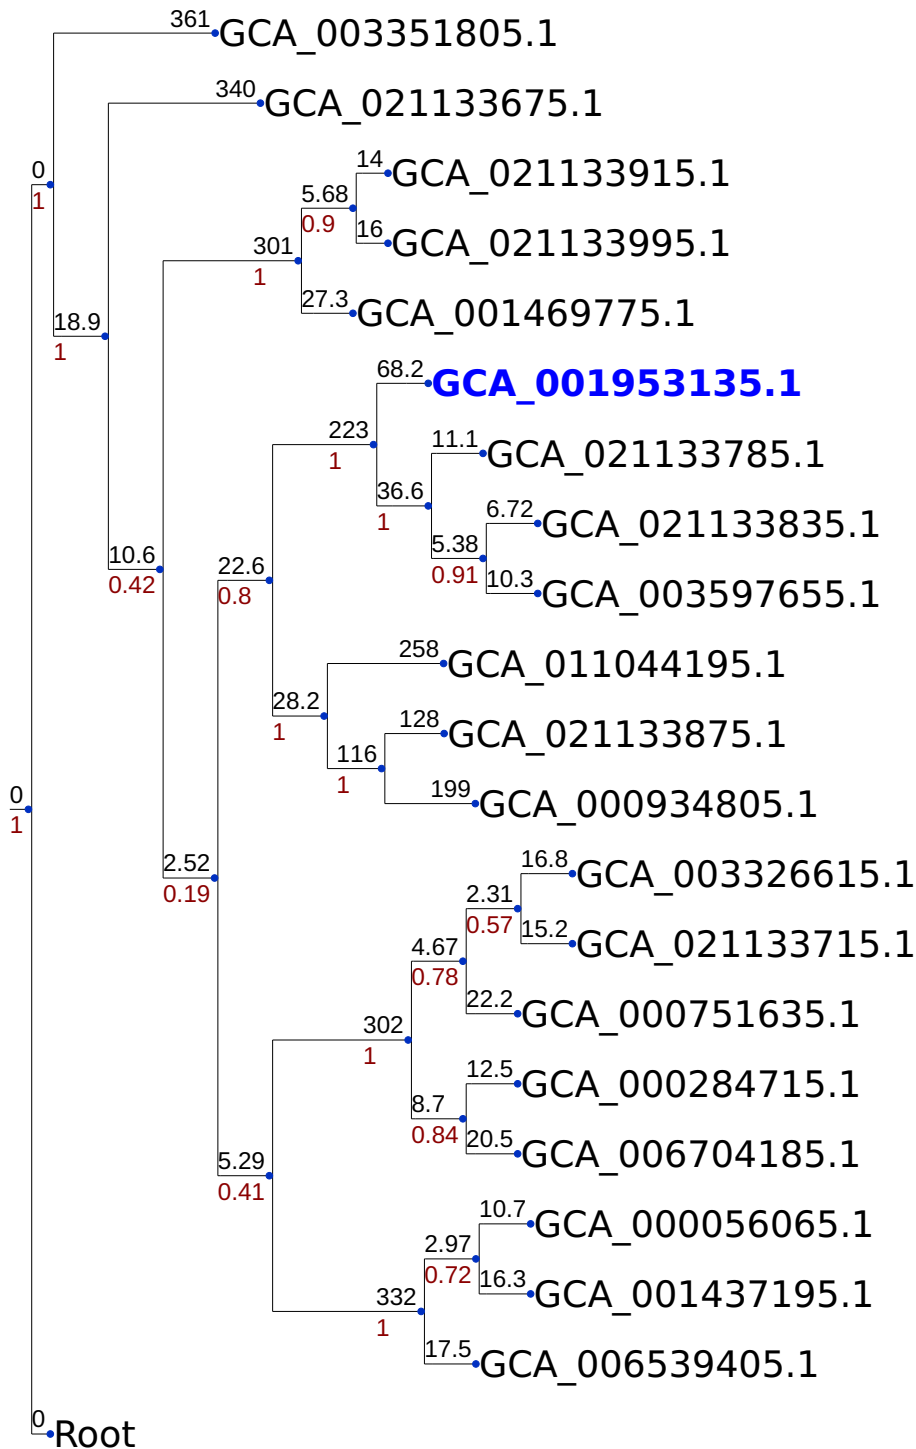 361 GCA_003351805.1
340 GCA_021133675.1
14 GCA_021133915.1
0
5.68
1
0.9
16 GCA_021133995.1
301
1
27.3 GCA_001469775.1
18.9
1
68.2 GCA_001953135.1
223
1
11.1 GCA_021133785.1
36.6
1
6.72 GCA_021133835.1
5.38
0.91
10.6
0.42
22.6
0.8
10.3 GCA_003597655.1
258 GCA_011044195.1
28.2
1
128 GCA_021133875.1
116
1
0
1
199 GCA_000934805.1
2.52
0.19
16.8 GCA_003326615.1
2.31
0.57
15.2 GCA_021133715.1
4.67
0.78
22.2 GCA_000751635.1
302
1
12.5 GCA_000284715.1
8.7
0.84
20.5 GCA_006704185.1
5.29
0.41
10.7 GCA_000056065.1
2.97
0.72
16.3 GCA_001437195.1
332
1
17.5 GCA_006539405.1
0 Root